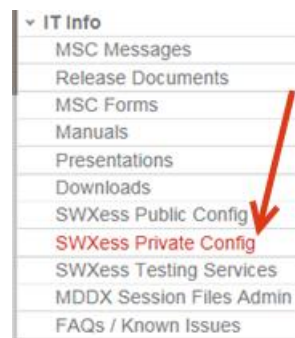 IT Info
MSC Messages
Release Documents
MSC Forms
Manuals
Presentations
Downloads
SWXess Public Config
SWXess Private Config
SWXess Testing Services
MDDX Session Files Admin
FAQs / Known Issues